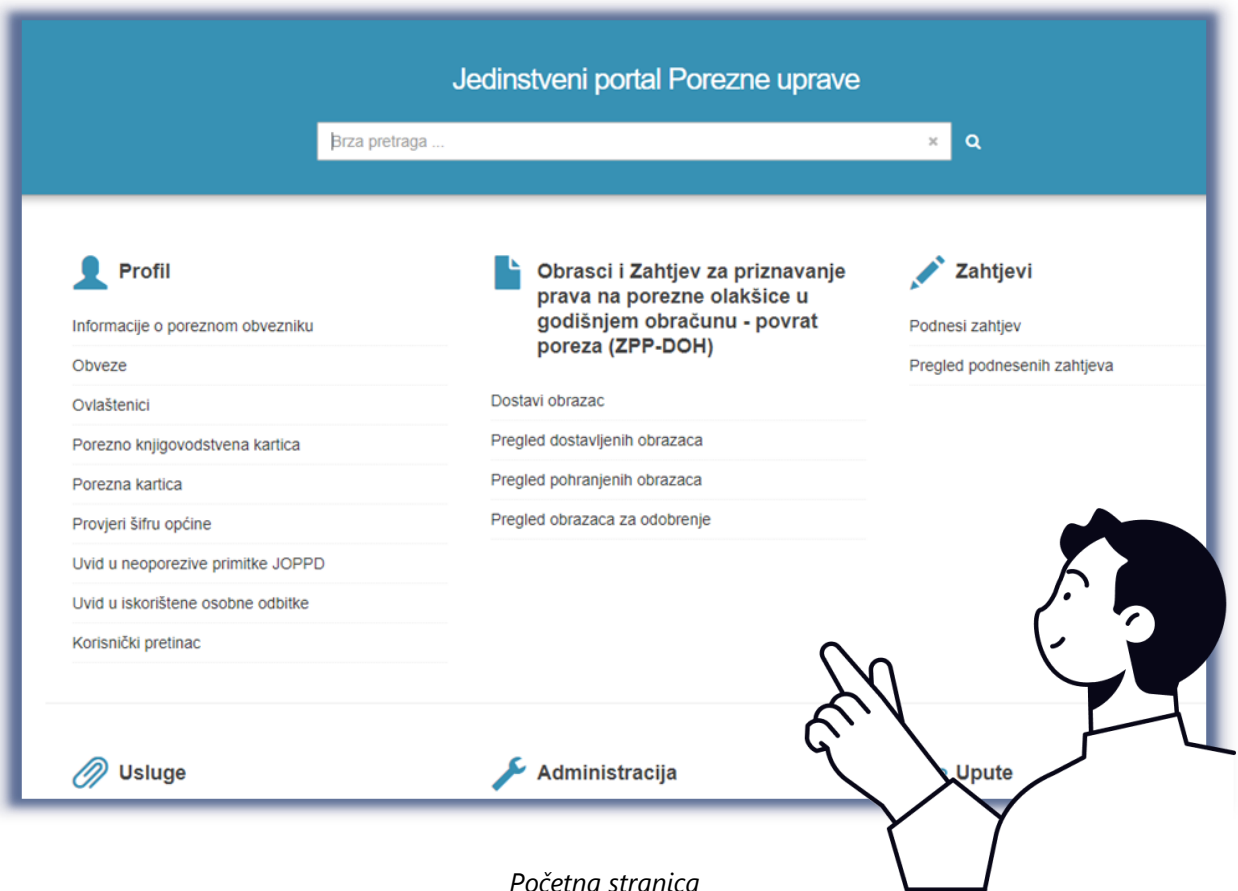 Jedinstveni portal Porezne uprave
Brza pretraga ...
Profil
Informacije o poreznom obvezniku
Obveze
Ovlaštenici
Porezno knjigovodstvena kartica
Porezna kartica
Provjeri šifru općine
Uvid u neoporezive primitke JOPPD
Uvid u iskorištene osobne odbitke
Korisnički pretinac
Obrasci i Zahtjev za priznavanje
prava na porezne olakšice u
godišnjem obračunu - povrat
poreza (ZPP-DOH)
Dostavi obrazac
Pregled dostavljenih obrazaca
Pregled pohranjenih obrazaca
Pregled obrazaca za odobrenje
Zahtjevi
Podnesi zahtjev
Pregled podnesenih zahtjeva
Usluge
Administracija
Upute
Početna stranica